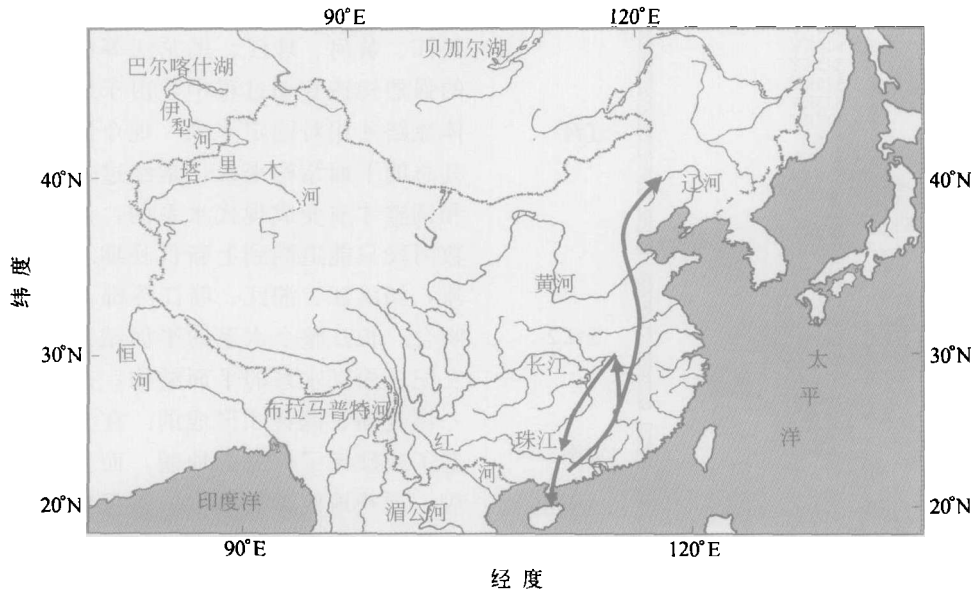 90°E
120°E
贝加尔湖
巴尔喀什湖
伊犁河
塔里木河
40°N
辽河
40°N
纬度
黄河
恒河
30°N
长江
太平洋
30°N
布拉马普特河
红河
珠江
20°N
印度洋
湄公河
20°N
90°E
120°E
经度